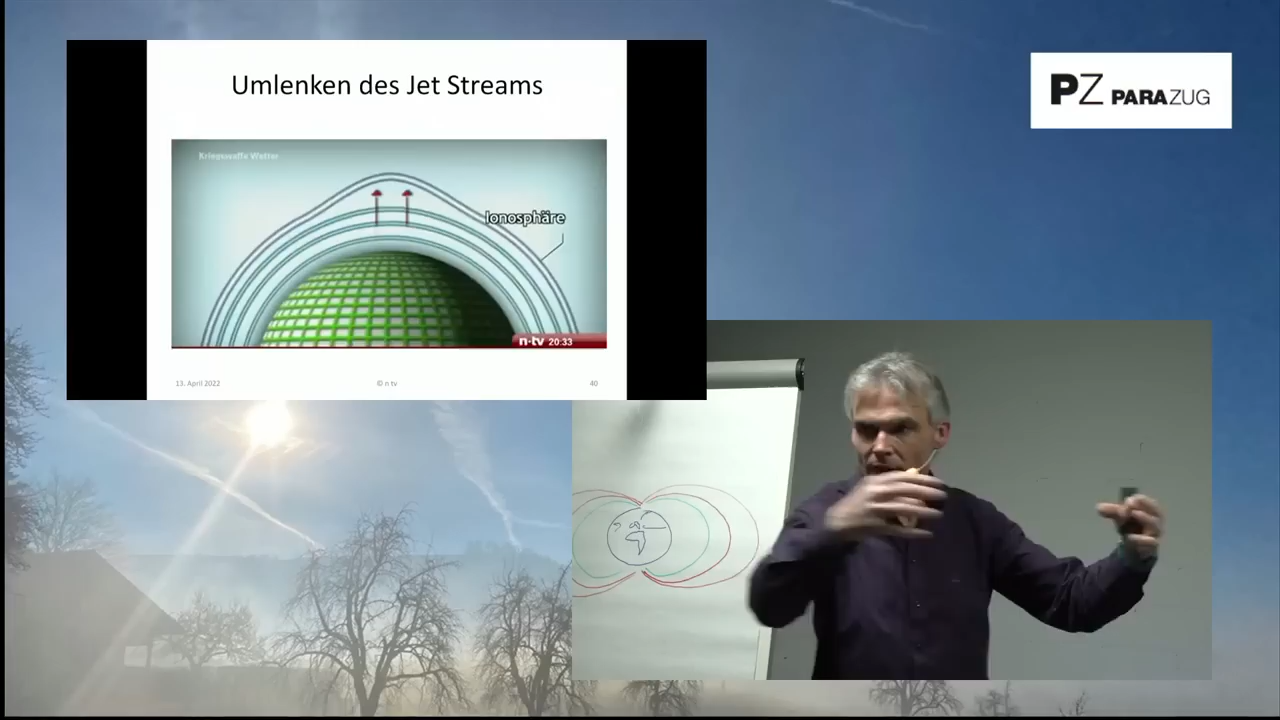 Umlenken des Jet Streams
PZ PARAZUG
Kriegswaffe Wetter
Ionosphäre
n-tv 20:33
13. April 2022
© n tv
40